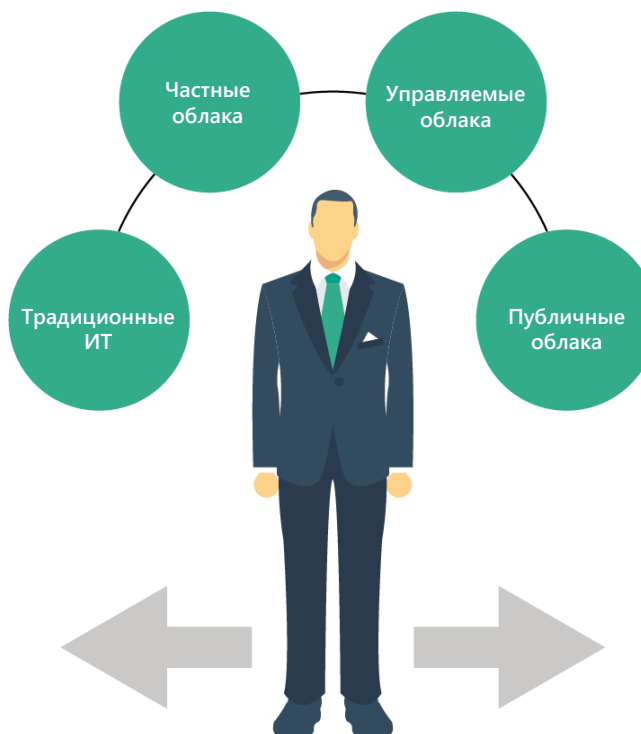 Частные
облака
Управляемые
облака
Традиционные
ИТ
Публичные
облака